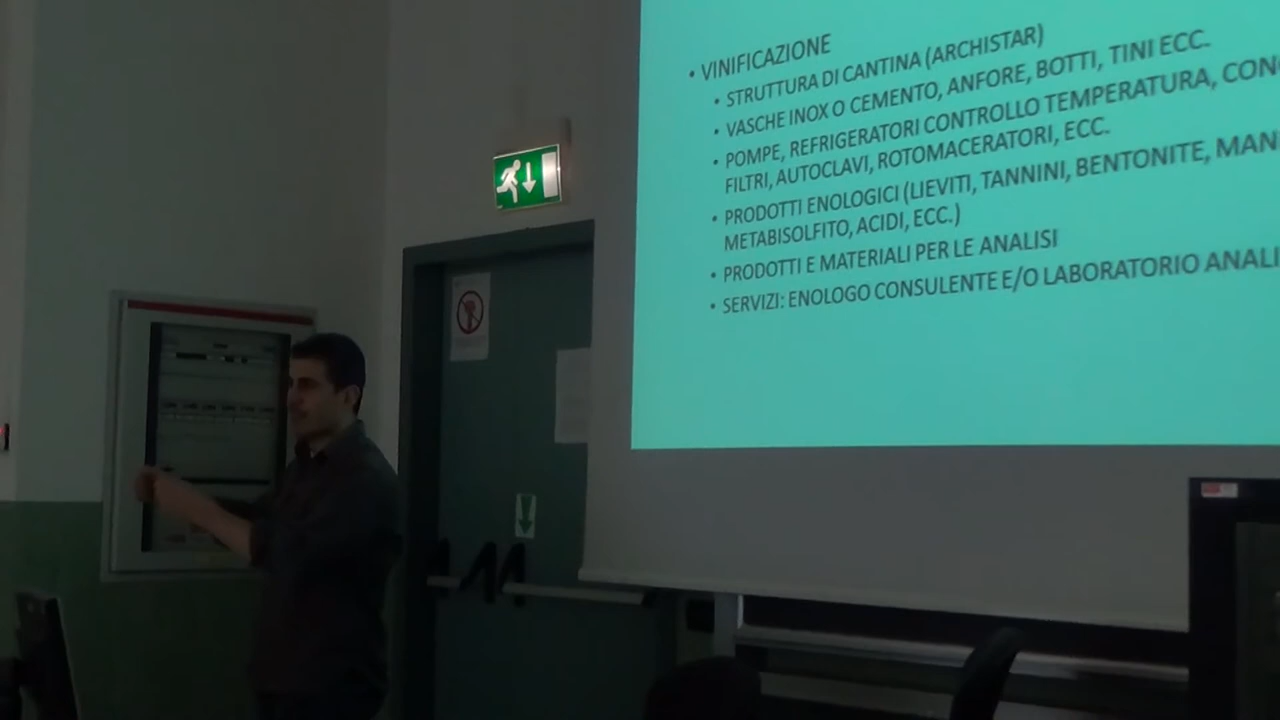 • VINIFICAZIONE
• STRUTTURA DI CANTINA (ARCHISTAR)
• VASCHE INOX O CEMENTO, ANFORE, BOTTI, TINI ECC.
• POMPE, REFRIGERATORI CONTROLLO TEMPERATURA,
FILTRI, AUTOCLAVI, ROTOMACERATORI, ECC.
• PRODOTTI ENOLOGICI (LIEVITI, TANNINI, BENTONITE,
METABISOLFITO, ACIDI, ECC.)
• PRODOTTI E MATERIALI PER LE ANALISI
• SERVIZI: ENOLOGO CONSULENTE E/O LABORATORIO